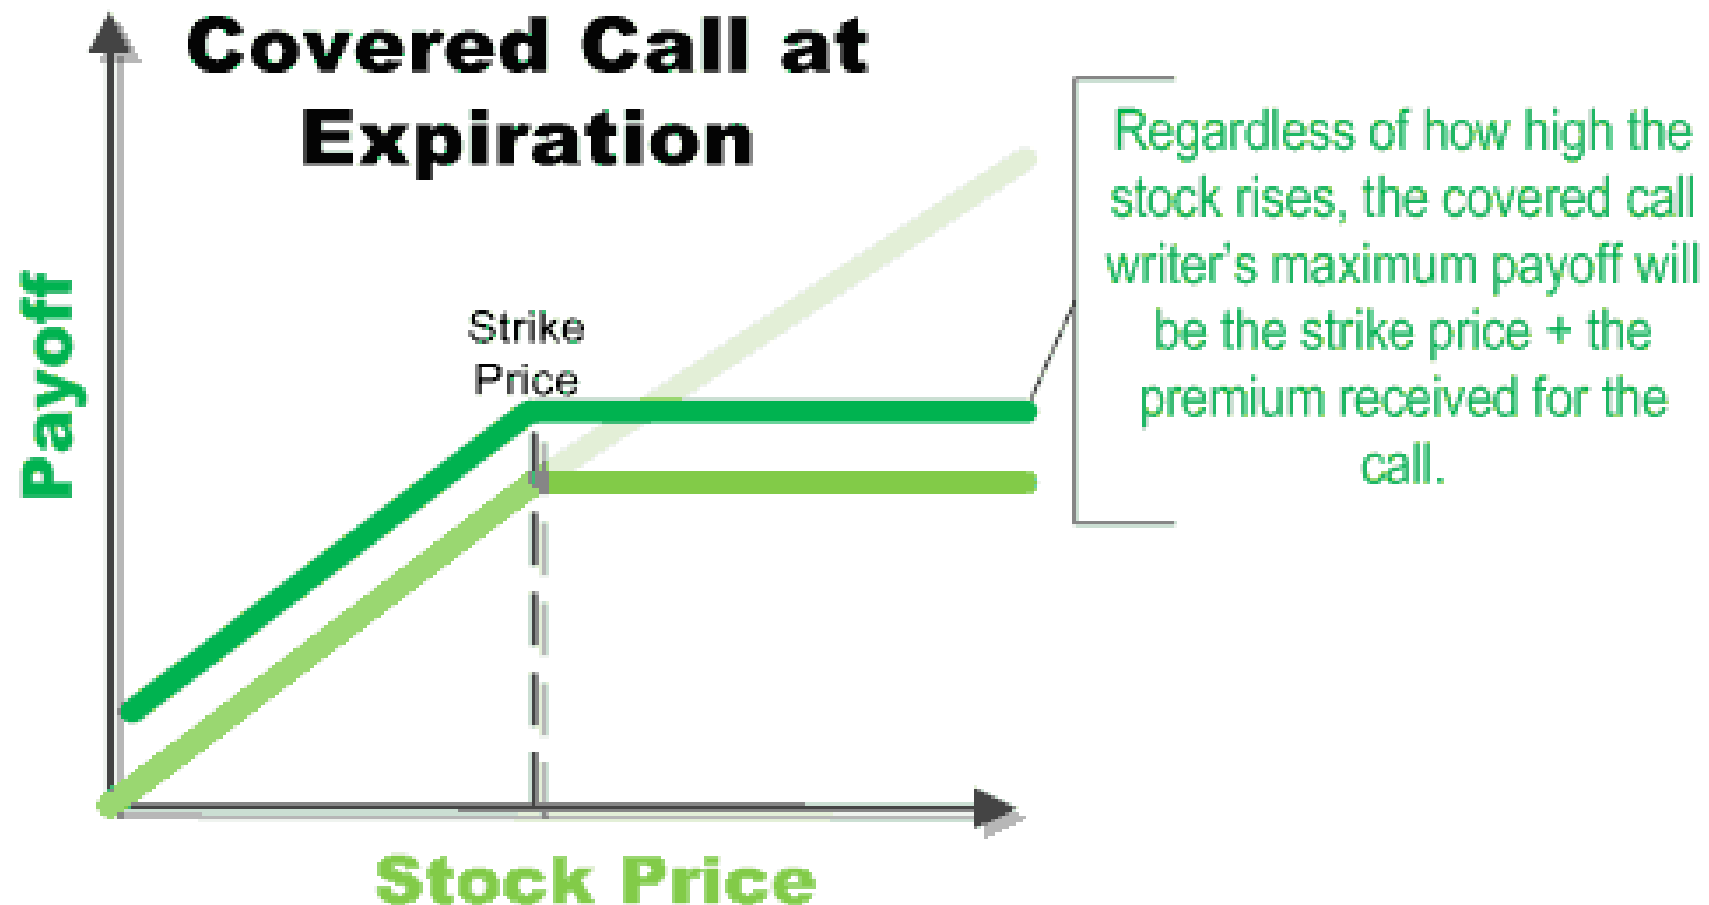 Covered Call at
Expiration
Regardless of how high the
stock rises, the covered call
writer's maximum payoff will
be the strike price + the
premium received for the
call.
Strike
Price
Payoff
Stock Price